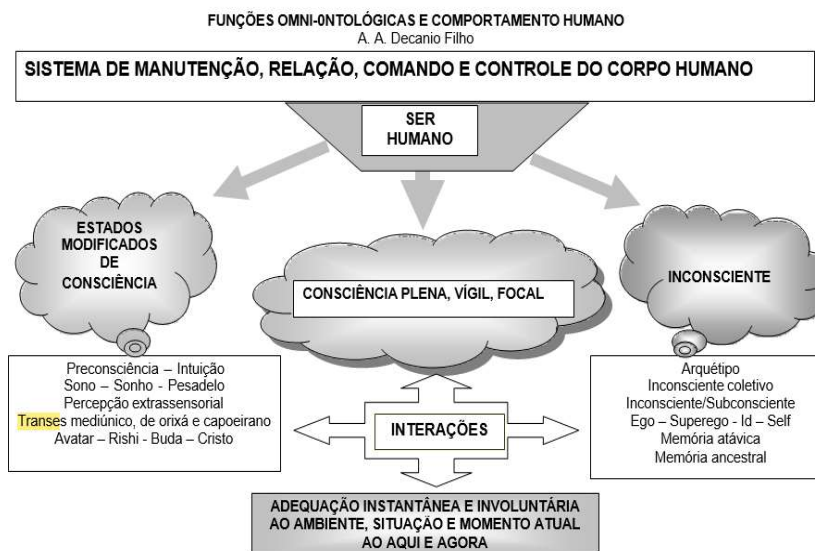 FUNÇÕES OMNI-0NTOLÓGICAS E COMPORTAMENTO HUMANO
A. A. Decanio Filho
SISTEMA DE MANUTENÇÃO, RELAÇÃO, COMANDO E CONTROLE DO CORPO HUMANO
SER
HUMANO
ESTADOS
MODIFICADOS
DE
CONSCIÊNCIA
CONSCIÊNCIA PLENA, VÍGIL, FOCAL
INCONSCIENTE
Preconsciência – Intuição
Sono – Sonho - Pesadelo
Percepção extrassensorial
Transes mediúnico, de orixá e capoeirano
Avatar – Rishi - Buda – Cristo
INTERAÇÕES
Arquétipo
Inconsciente coletivo
Inconsciente/Subconsciente
Ego – Superego - Id – Self
Memória atávica
Memória ancestral
ADEQUAÇÃO INSTANTÂNEA E INVOLUNTÁRIA
AO AMBIENTE, SITUAÇÃO E MOMENTO ATUAL
AO AQUI E AGORA